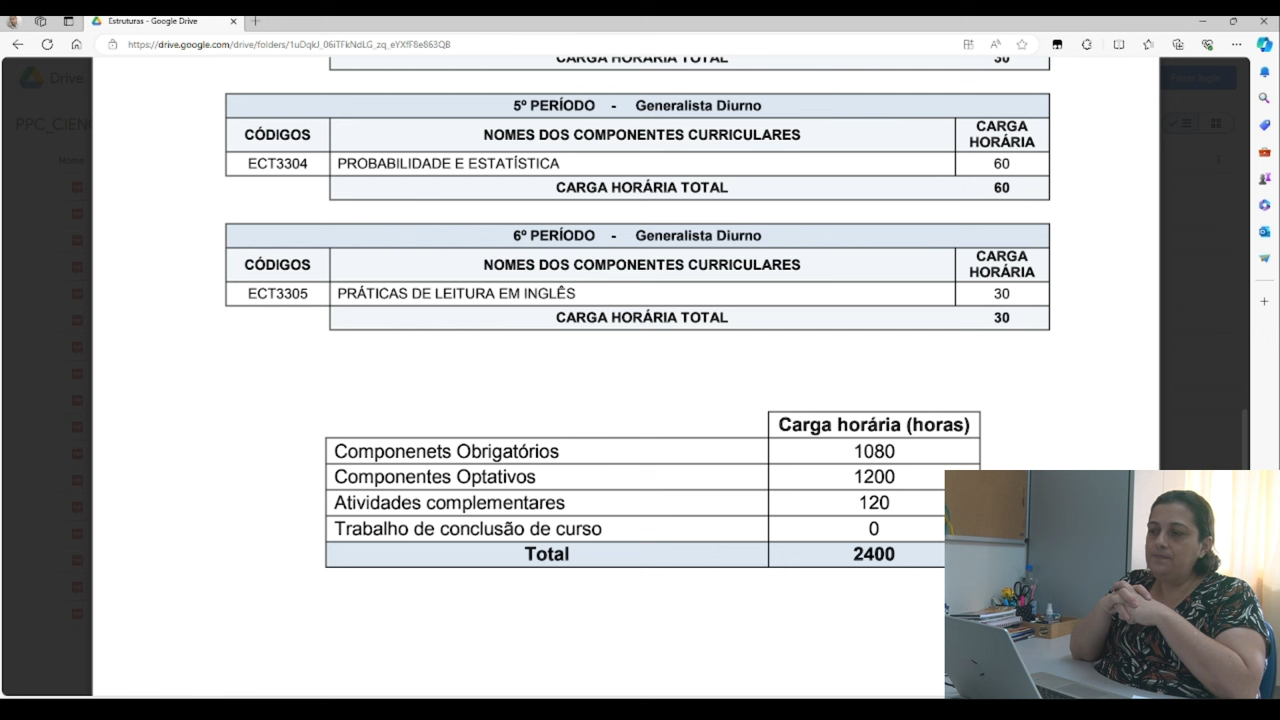 Estruturas - Google Drive
https://drive.google.com/drive/folders/1uDqkJ_06iTFkNdLG_zq_eYXfF8e863QB
Drive
PPC_CIEN
Nome
CARGA HORÁRIA TOTAL 30
5º PERÍODO - Generalista Diurno
CÓDIGOS NOMES DOS COMPONENTES CURRICULARES CARGA HORÁRIA
ECT3304 PROBABILIDADE E ESTATÍSTICA 60
CARGA HORÁRIA TOTAL 60
6º PERÍODO - Generalista Diurno
CÓDIGOS NOMES DOS COMPONENTES CURRICULARES CARGA HORÁRIA
ECT3305 PRÁTICAS DE LEITURA EM INGLÊS 30
CARGA HORÁRIA TOTAL 30
Carga horária (horas)
Componenets Obrigatórios 1080
Componentes Optativos 1200
Atividades complementares 120
Trabalho de conclusão de curso 0
Total 2400